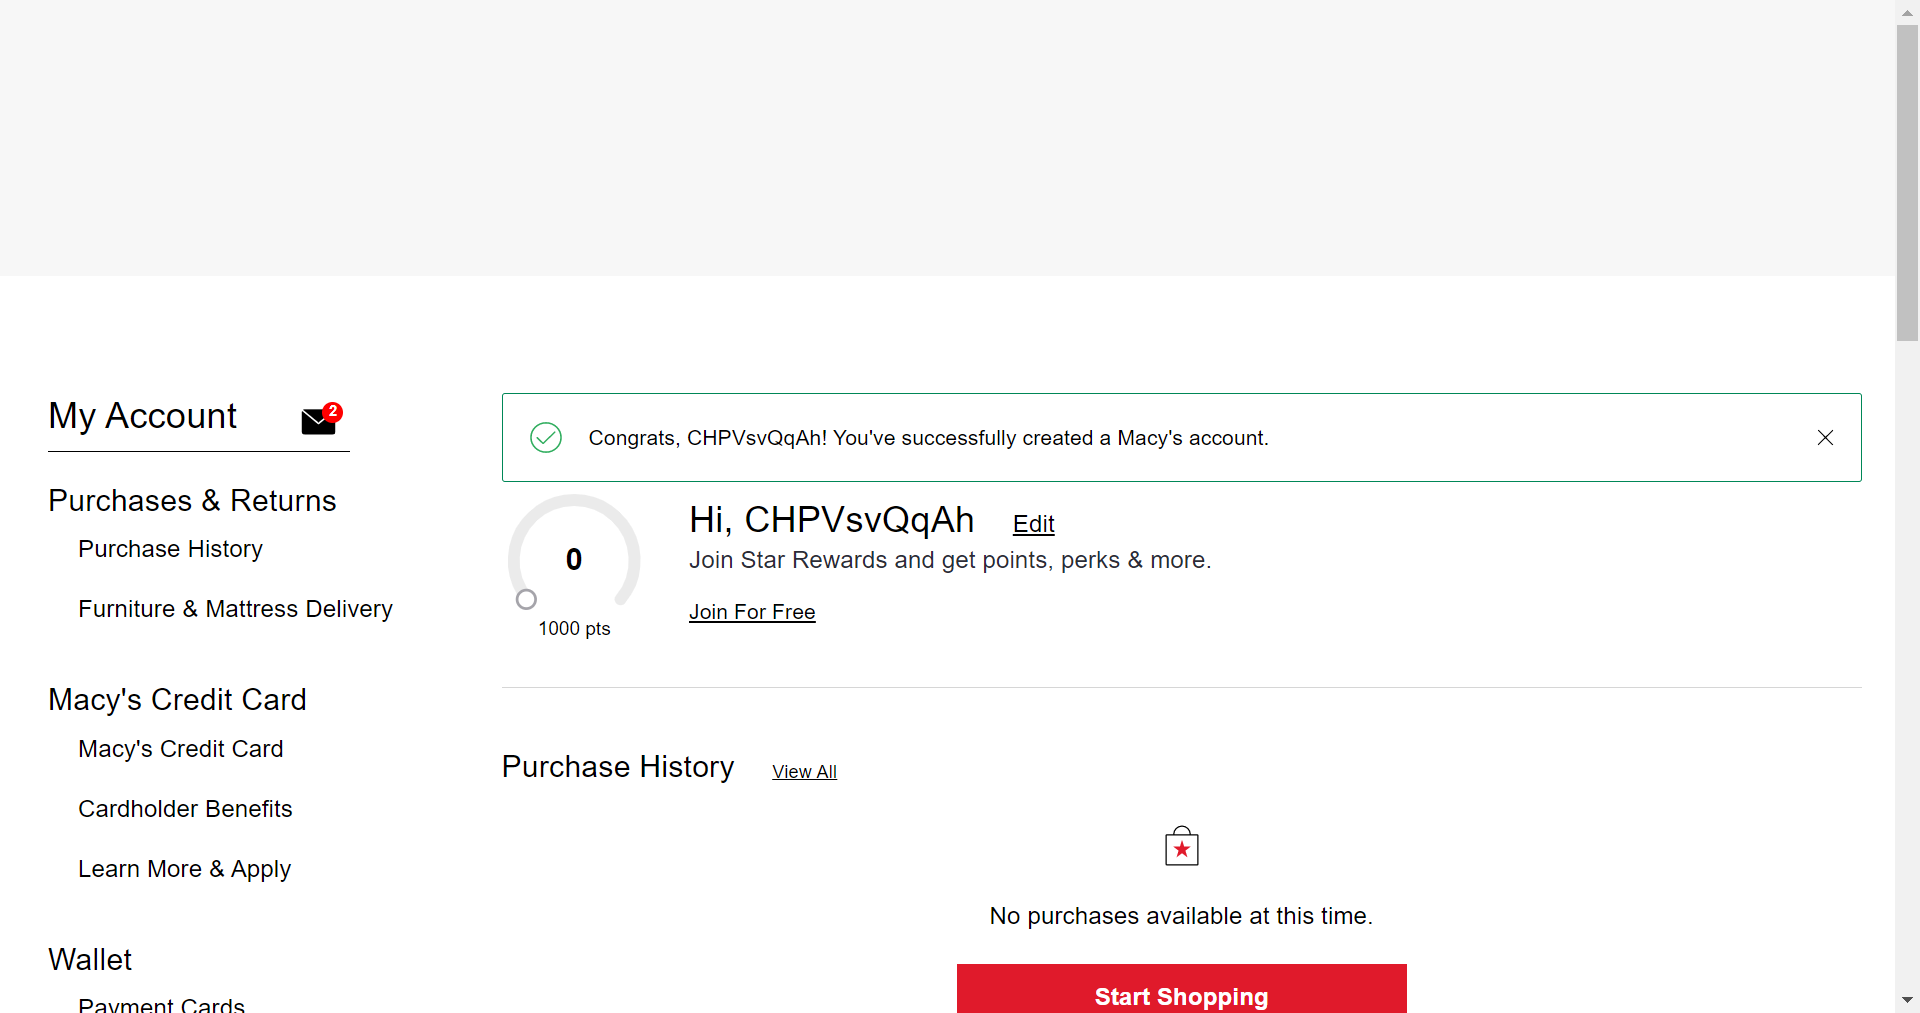 My Account
2
Purchases & Returns
Purchase History
Furniture & Mattress Delivery
Macy's Credit Card
Macy's Credit Card
Cardholder Benefits
Learn More & Apply
Wallet
Payment Cards
Congrats, CHPVsvQqAh! You've successfully created a Macy's account.
0
1000 pts
Hi, CHPVsvQqAh Edit
Join Star Rewards and get points, perks & more.
Join For Free
Purchase History View All
No purchases available at this time.
Start Shopping